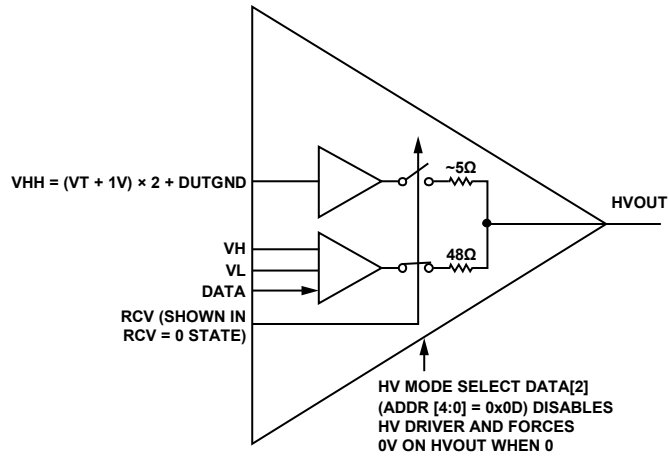 VHH = (VT + 1V) × 2 + DUTGND
~5Ω
HVOUT
VH
VL
DATA
48Ω
RCV (SHOWN IN
RCV = 0 STATE)
HV MODE SELECT DATA[2]
(ADDR [4:0] = 0x0D) DISABLES
HV DRIVER AND FORCES
0V ON HVOUT WHEN 0